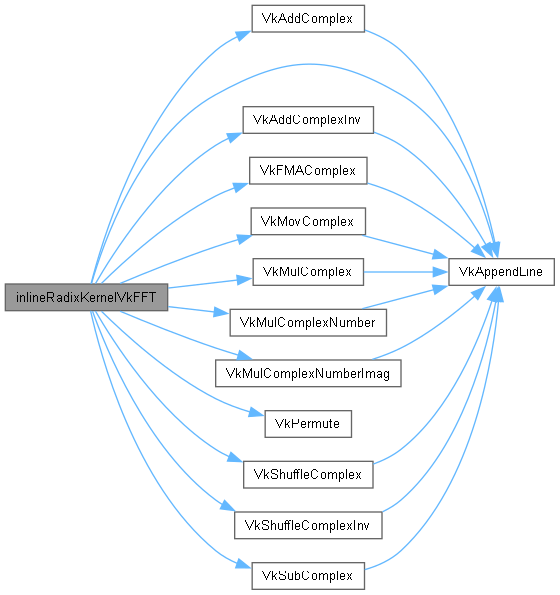 VkAddComplex
VkAddComplexInv
VkFMAComplex
VkMovComplex
VkAppendLine
VkMulComplex
inlineRadixKernelVkFFT
VkMulComplexNumber
VkMulComplexNumberImag
VkPermute
VkShuffleComplex
VkShuffleComplexInv
VkSubComplex